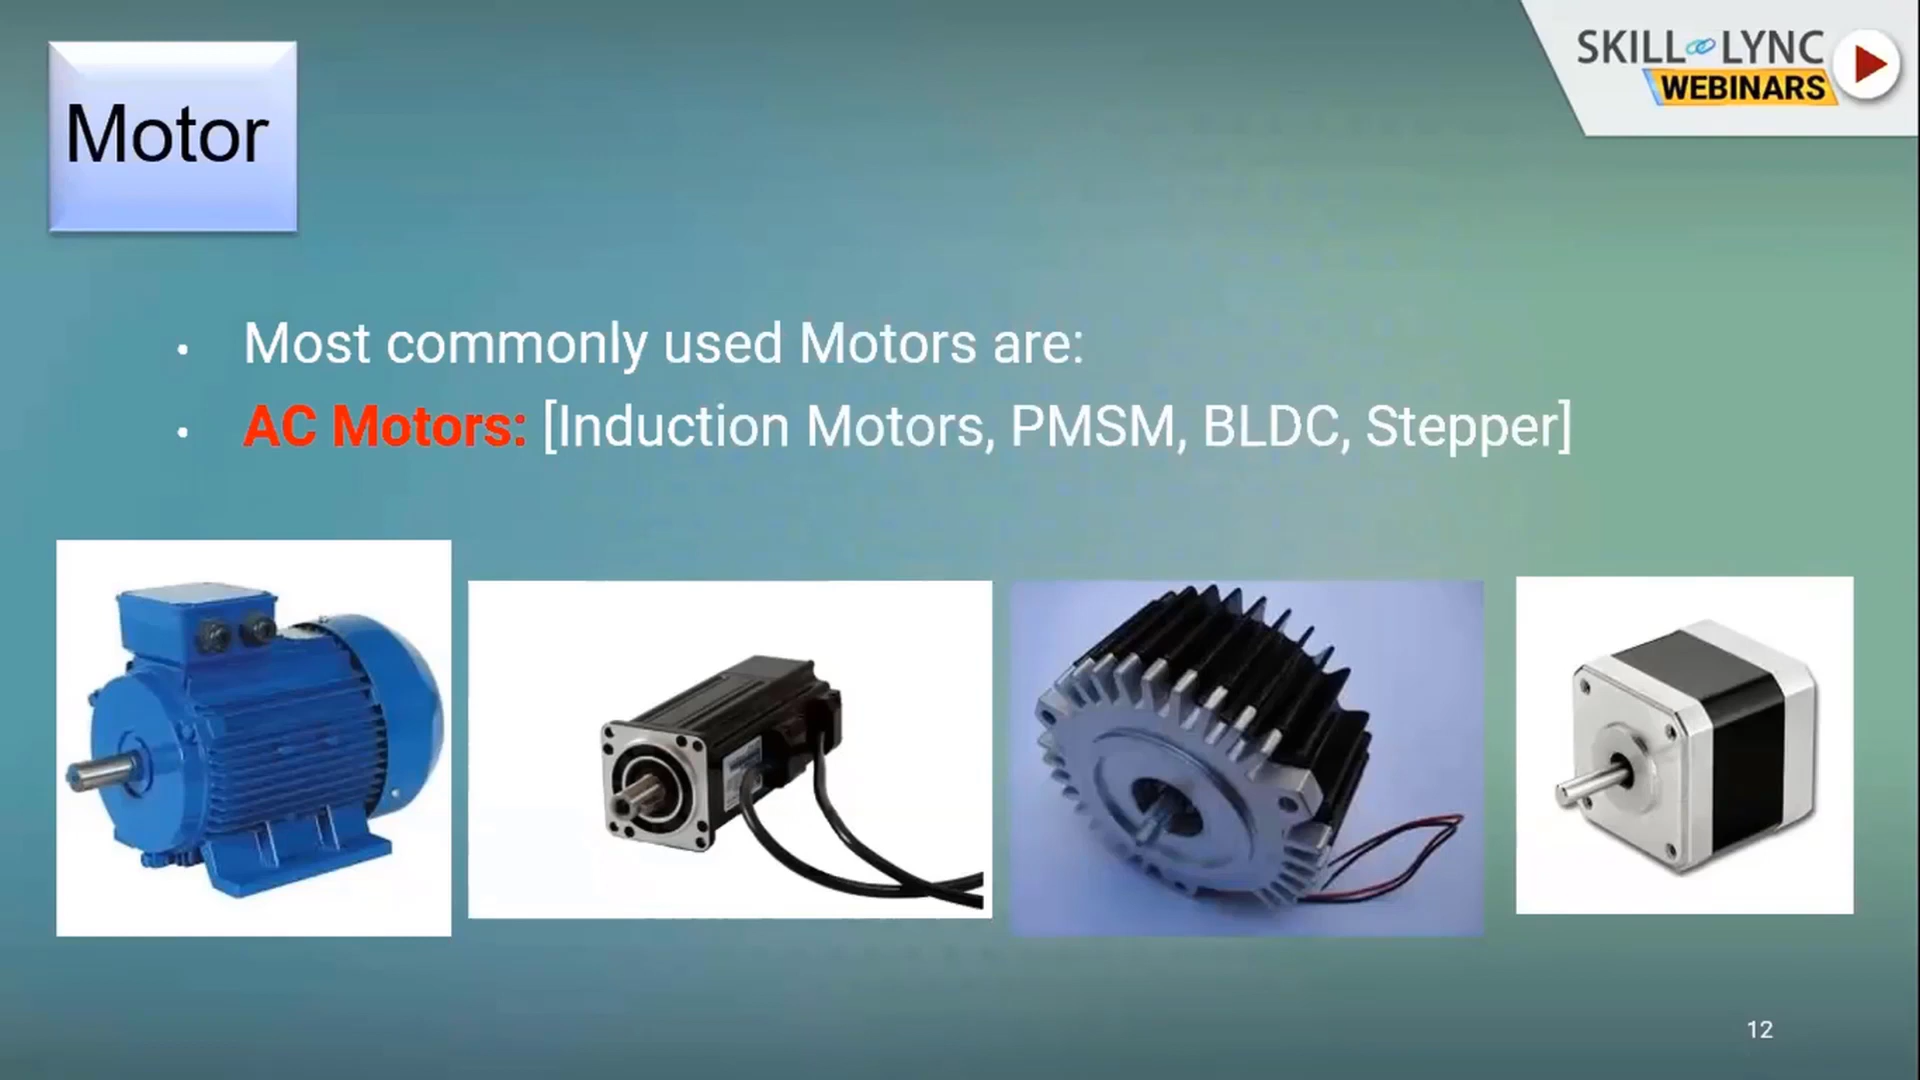 SKILL LYNC
WEBINARS
Motor
Most commonly used Motors are:
AC Motors: [Induction Motors, PMSM, BLDC, Stepper]
12